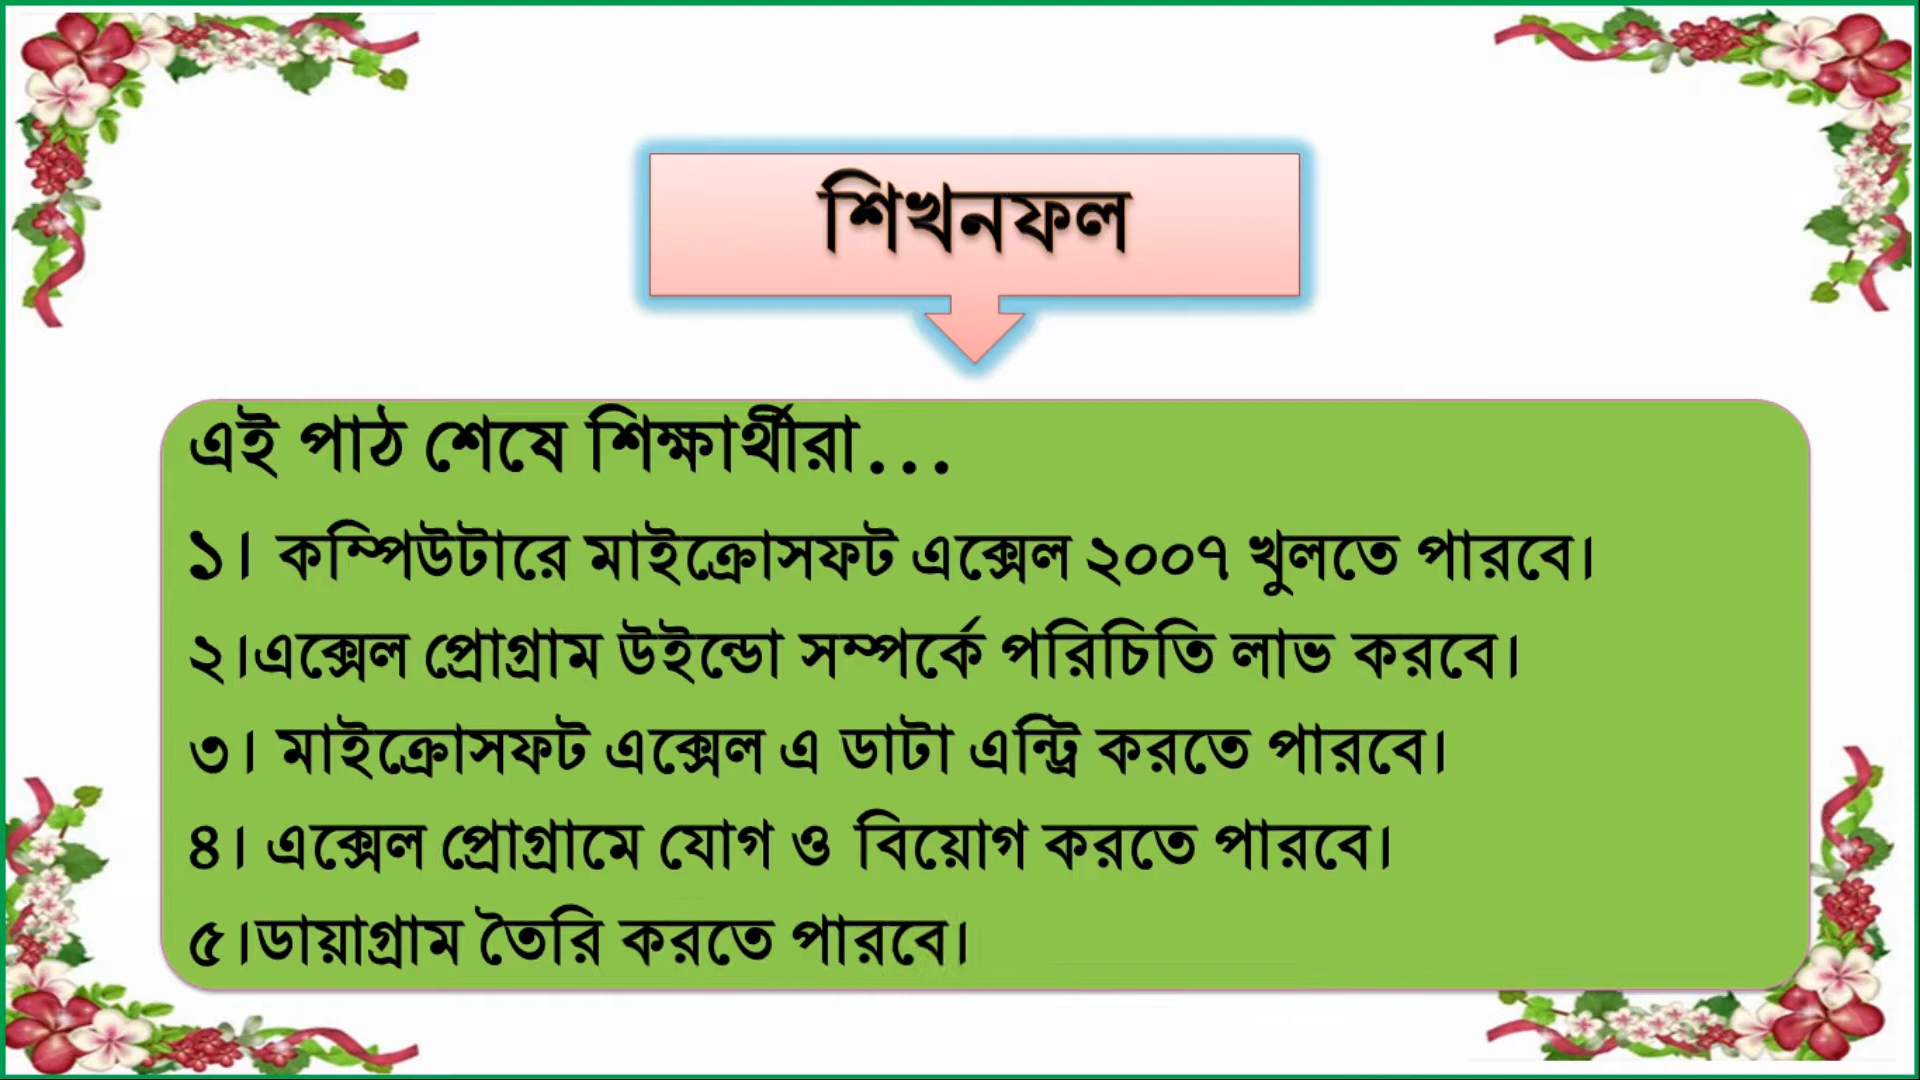 শিখনফল
এই পাঠ শেষে শিক্ষার্থীরা...
১। কম্পিউটারে মাইক্রোসফট এক্সেল ২০০৭ খুলতে পারবে।
২।এক্সেল প্রোগ্রাম উইন্ডো সম্পর্কে পরিচিতি লাভ করবে।
৩। মাইক্রোসফট এক্সেল এ ডাটা এন্ট্রি করতে পারবে।
৪। এক্সেল প্রোগ্রামে যোগ ও বিয়োগ করতে পারবে।
৫।ডায়াগ্রাম তৈরি করতে পারবে।